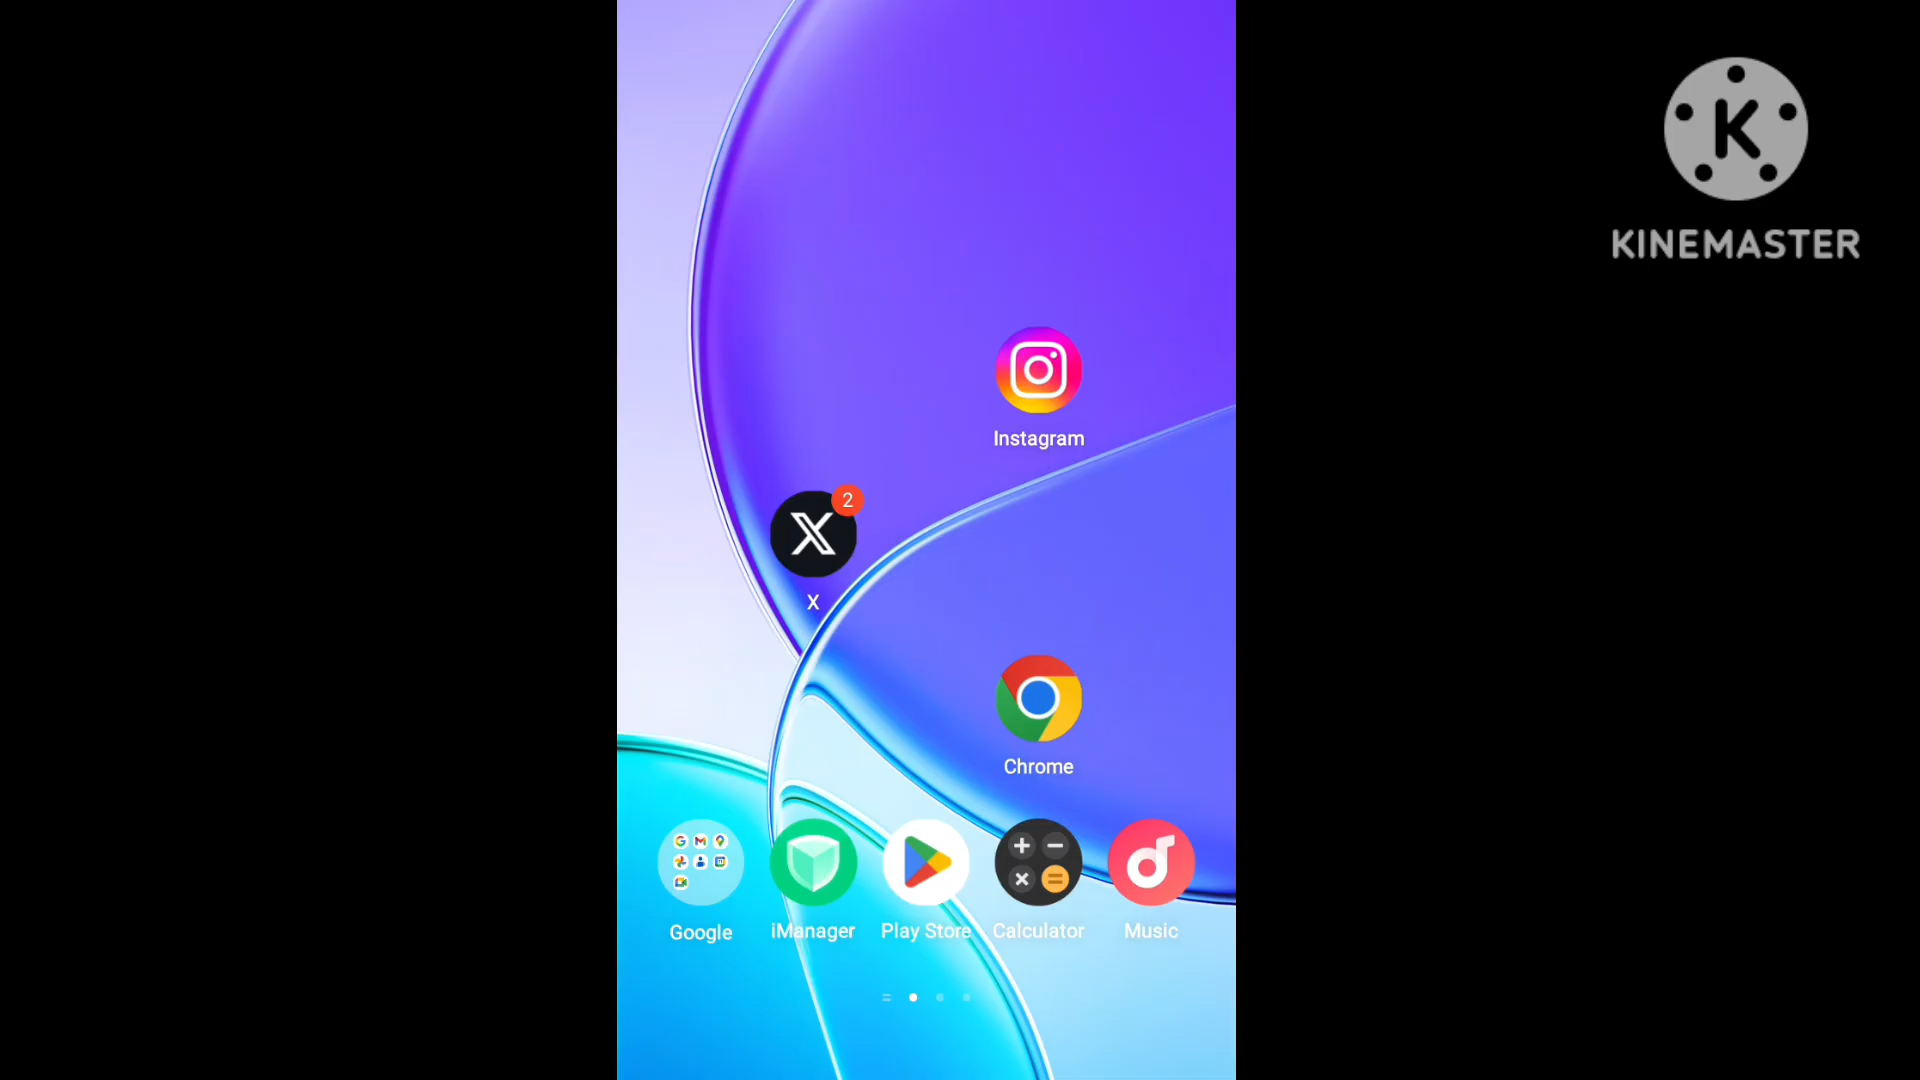 K
KINEMASTER
Instagram
2
X
Chrome
Google
iManager
Play Store
Calculator
Music